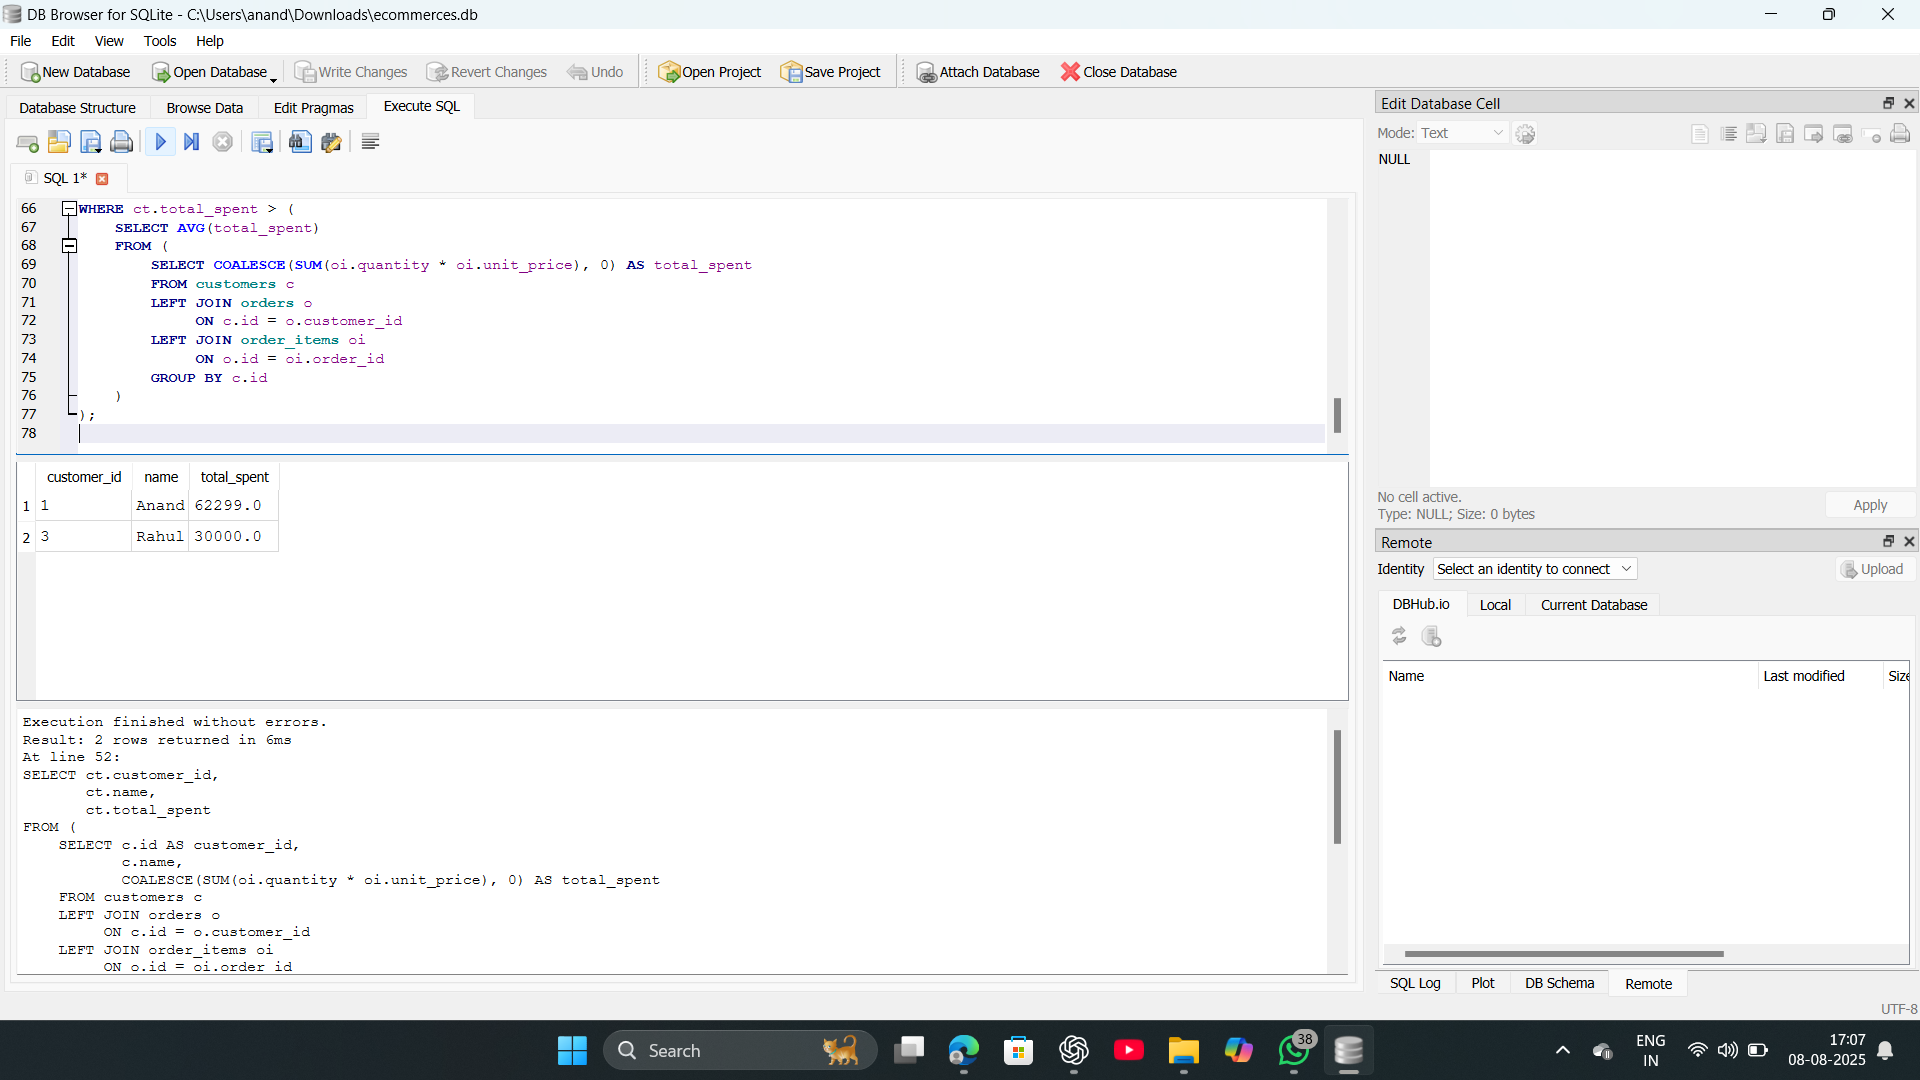 DB Browser for SQLite - C:\Users\anand\Downloads\ecommerces.db
File Edit View Tools Help
New Database Open Database Write Changes Revert Changes Undo Open Project Save Project Attach Database Close Database
Database Structure Browse Data Edit Pragmas Execute SQL
SQL 1*
66 WHERE ct.total_spent > (
67 SELECT AVG(total_spent)
68 FROM (
69 SELECT COALESCE(SUM(oi.quantity * oi.unit_price), 0) AS total_spent
70 FROM customers c
71 LEFT JOIN orders o
72 ON c.id = o.customer_id
73 LEFT JOIN order_items oi
74 ON o.id = oi.order_id
75 GROUP BY c.id
76 )
77 );
78
customer_id name total_spent
1 1 Anand 62299.0
2 3 Rahul 30000.0
Execution finished without errors.
Result: 2 rows returned in 6ms
At line 52:
SELECT ct.customer_id,
ct.name,
ct.total_spent
FROM (
SELECT c.id AS customer_id,
c.name,
COALESCE(SUM(oi.quantity * oi.unit_price), 0) AS total_spent
FROM customers c
LEFT JOIN orders o
ON c.id = o.customer_id
LEFT JOIN order_items oi
ON o.id = oi.order_id
Edit Database Cell
Mode: Text
NULL
No cell active.
Type: NULL; Size: 0 bytes
Apply
Remote
Identity Select an identity to connect Upload
DBHub.io Local Current Database
Name Last modified Size
SQL Log Plot DB Schema Remote
UTF-8
Search
38
ENG
IN
17:07
08-08-2025